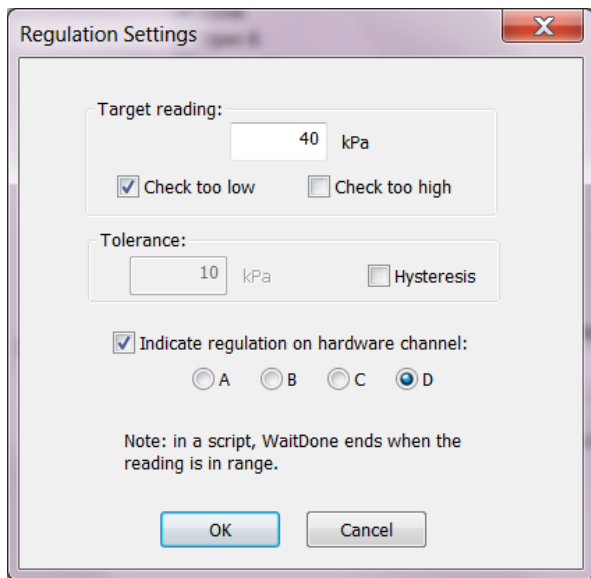 Regulation Settings
Target reading:
40 kPa
Check too low Check too high
Tolerance:
10 kPa Hysteresis
Indicate regulation on hardware channel:
A B C D
Note: in a script, WaitDone ends when the
reading is in range.
OK Cancel